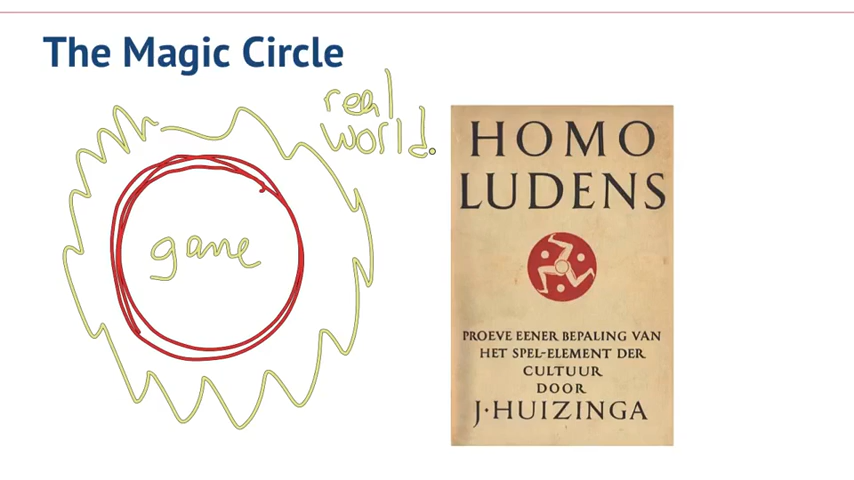 The Magic Circle
real
world.
game
HOMO
LUDENS
PROEVE EENER BEPALING VAN
HET SPEL-ELEMENT DER
CULTUUR
DOOR
J·HUIZINGA